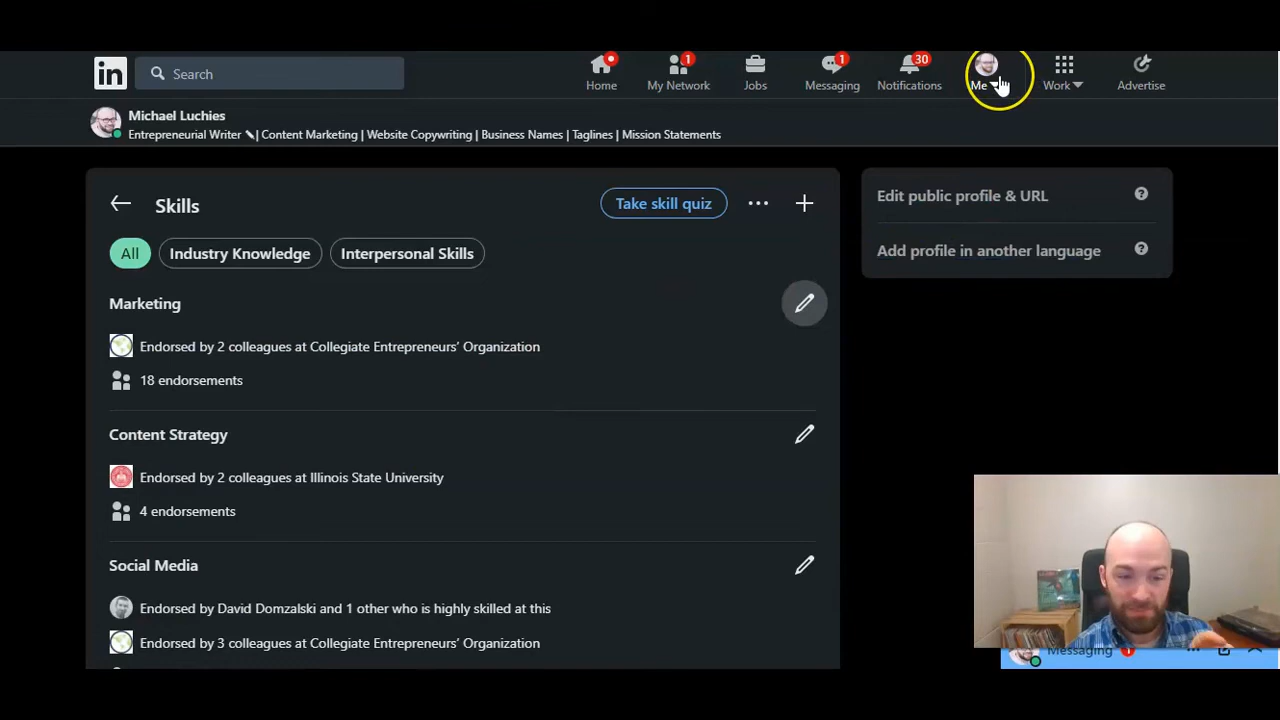 in
Search
Home
1
My Network
Jobs
1
Messaging
30
Notifications
Me
Work
Advertise
Michael Luchies
Entrepreneurial Writer ✎| Content Marketing | Website Copywriting | Business Names | Taglines | Mission Statements
Skills
Take skill quiz
All
Industry Knowledge
Interpersonal Skills
Edit public profile & URL
Add profile in another language
Marketing
Endorsed by 2 colleagues at Collegiate Entrepreneurs’ Organization
18 endorsements
Content Strategy
Endorsed by 2 colleagues at Illinois State University
4 endorsements
Social Media
Endorsed by David Domzalski and 1 other who is highly skilled at this
Endorsed by 3 colleagues at Collegiate Entrepreneurs’ Organization
Messaging
1